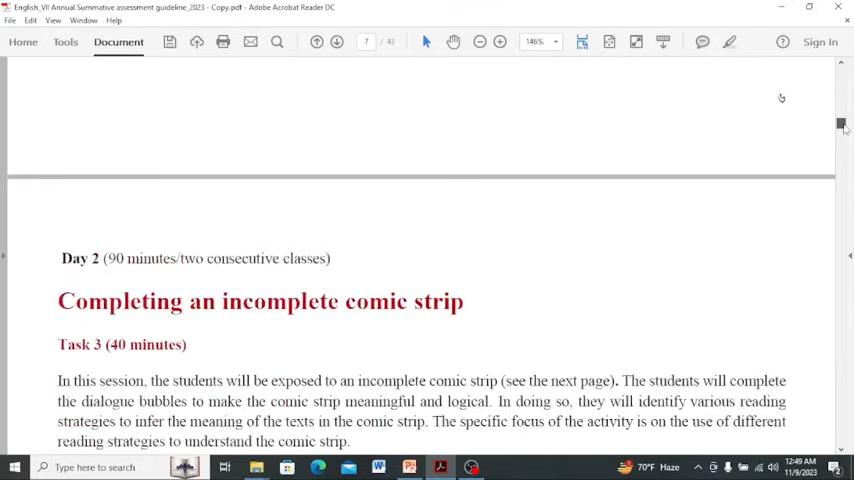 English_VII Annual Summative assessment guideline_2023 - Copy.pdf - Adobe Acrobat Reader DC
File Edit View Window Help
Home Tools Document 7 / 43 146% Sign In
Day 2 (90 minutes/two consecutive classes)
Completing an incomplete comic strip
Task 3 (40 minutes)
In this session, the students will be exposed to an incomplete comic strip (see the next page). The students will complete
the dialogue bubbles to make the comic strip meaningful and logical. In doing so, they will identify various reading
strategies to infer the meaning of the texts in the comic strip. The specific focus of the activity is on the use of different
reading strategies to understand the comic strip.
Type here to search
70°F Haze
12:49 AM
11/9/2023
2